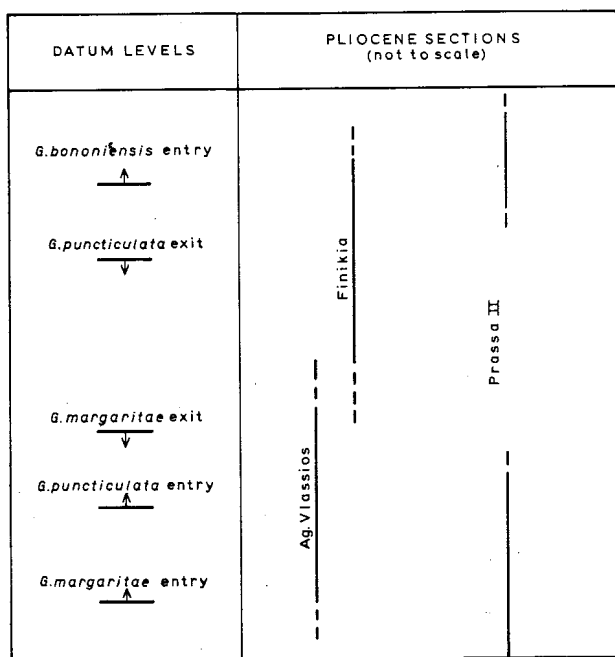 DATUM LEVELS
PLIOCENE SECTIONS
(not to scale)
G.bononiensis entry
G.puncticulata exit
G.margaritae exit
G.puncticulata entry
G.margaritae entry
Ag.Vlassios
Finikia
Prassa II